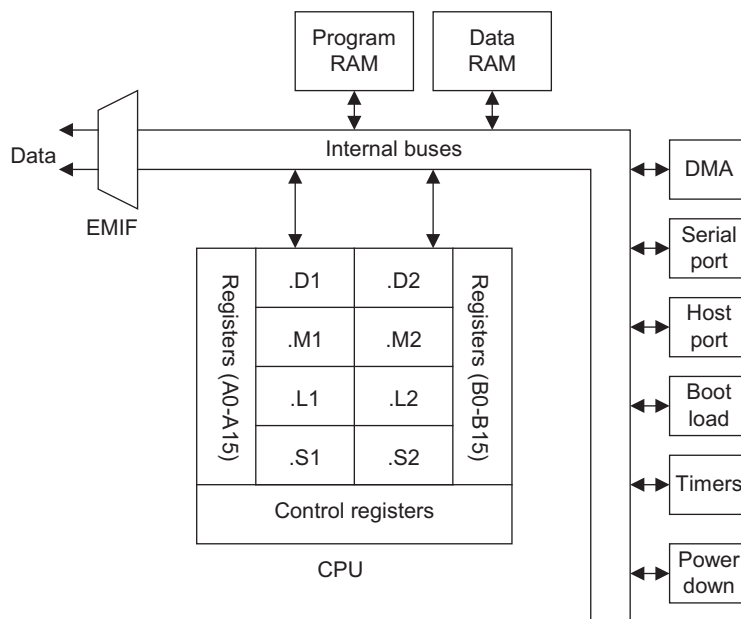 Program
RAM
Data
RAM
Data
Internal buses
EMIF
DMA
Serial
port
Host
port
Boot
load
Timers
Power
down
Registers (A0-A15)
.D1
.D2
.M1
.M2
.L1
.L2
.S1
.S2
Registers (B0-B15)
Control registers
CPU